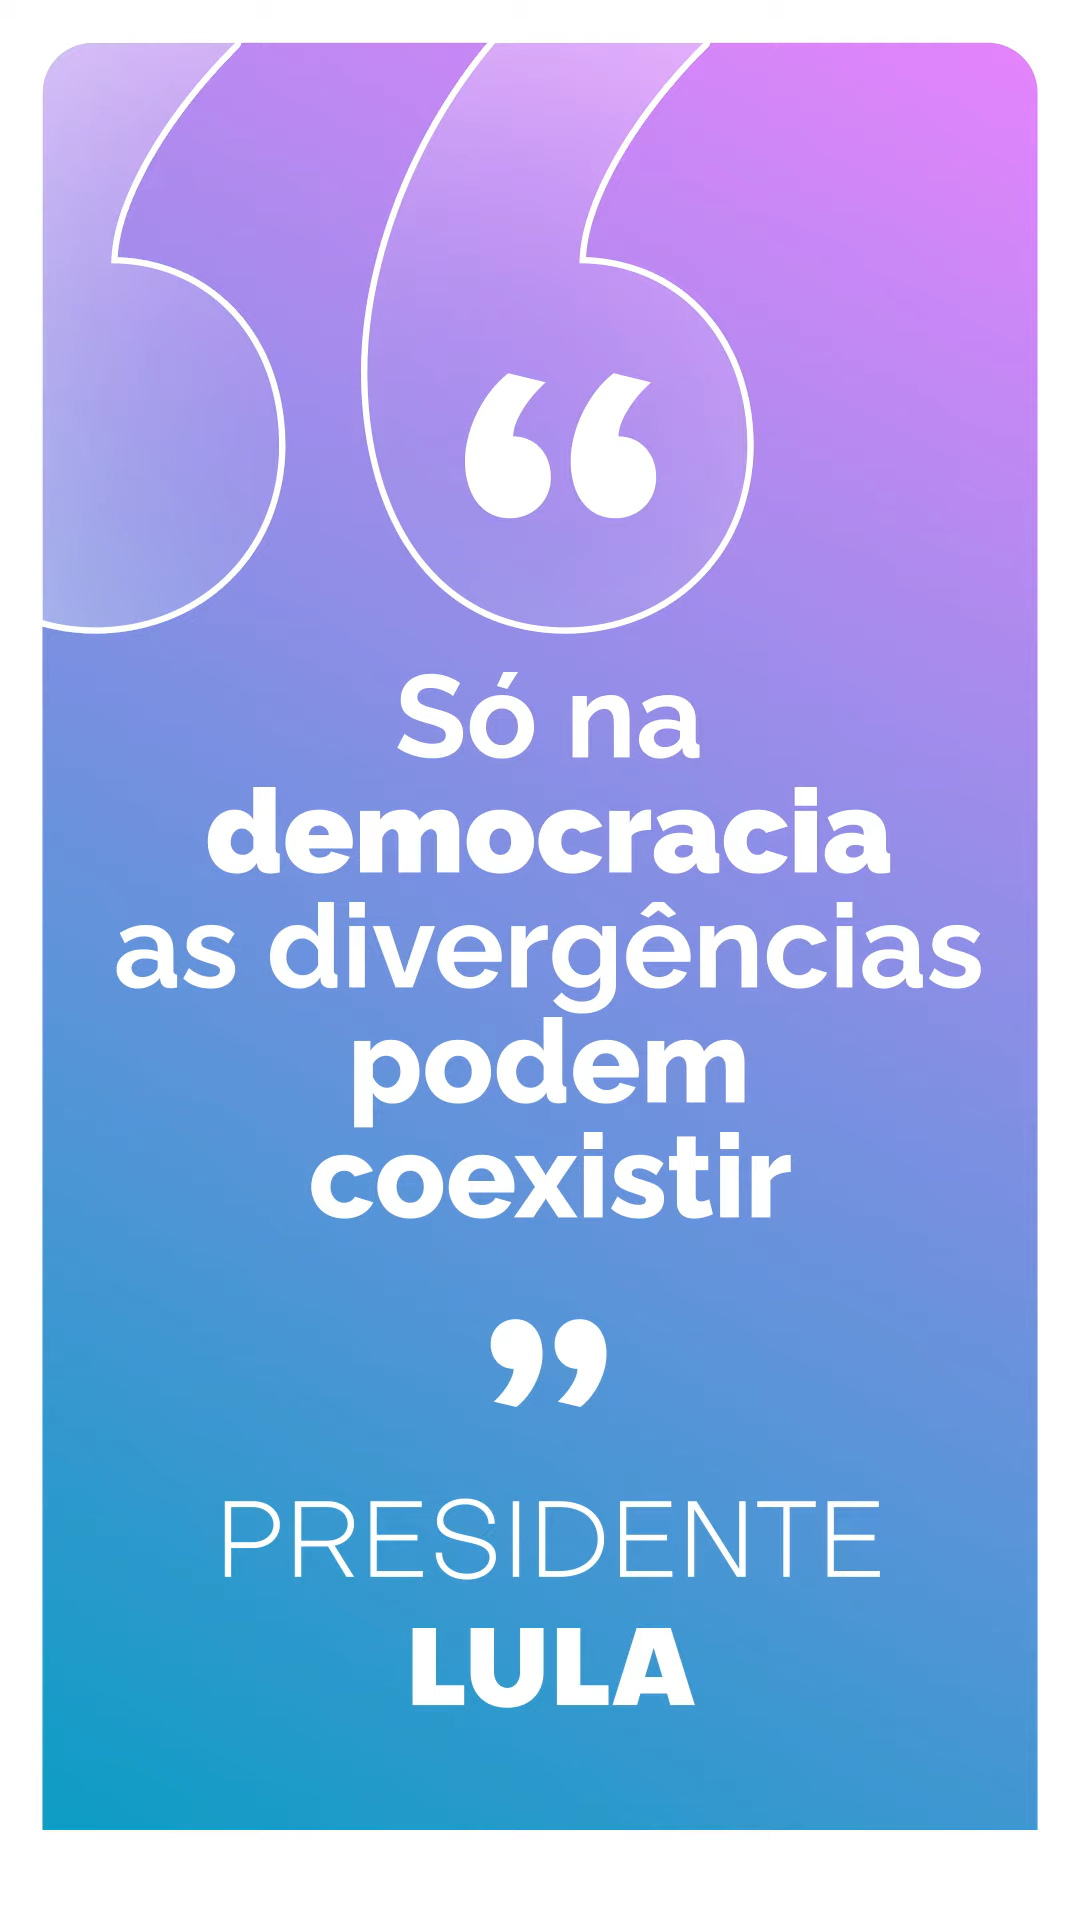 “
Só na
democracia
as divergências
podem
coexistir
”
PRESIDENTE
LULA